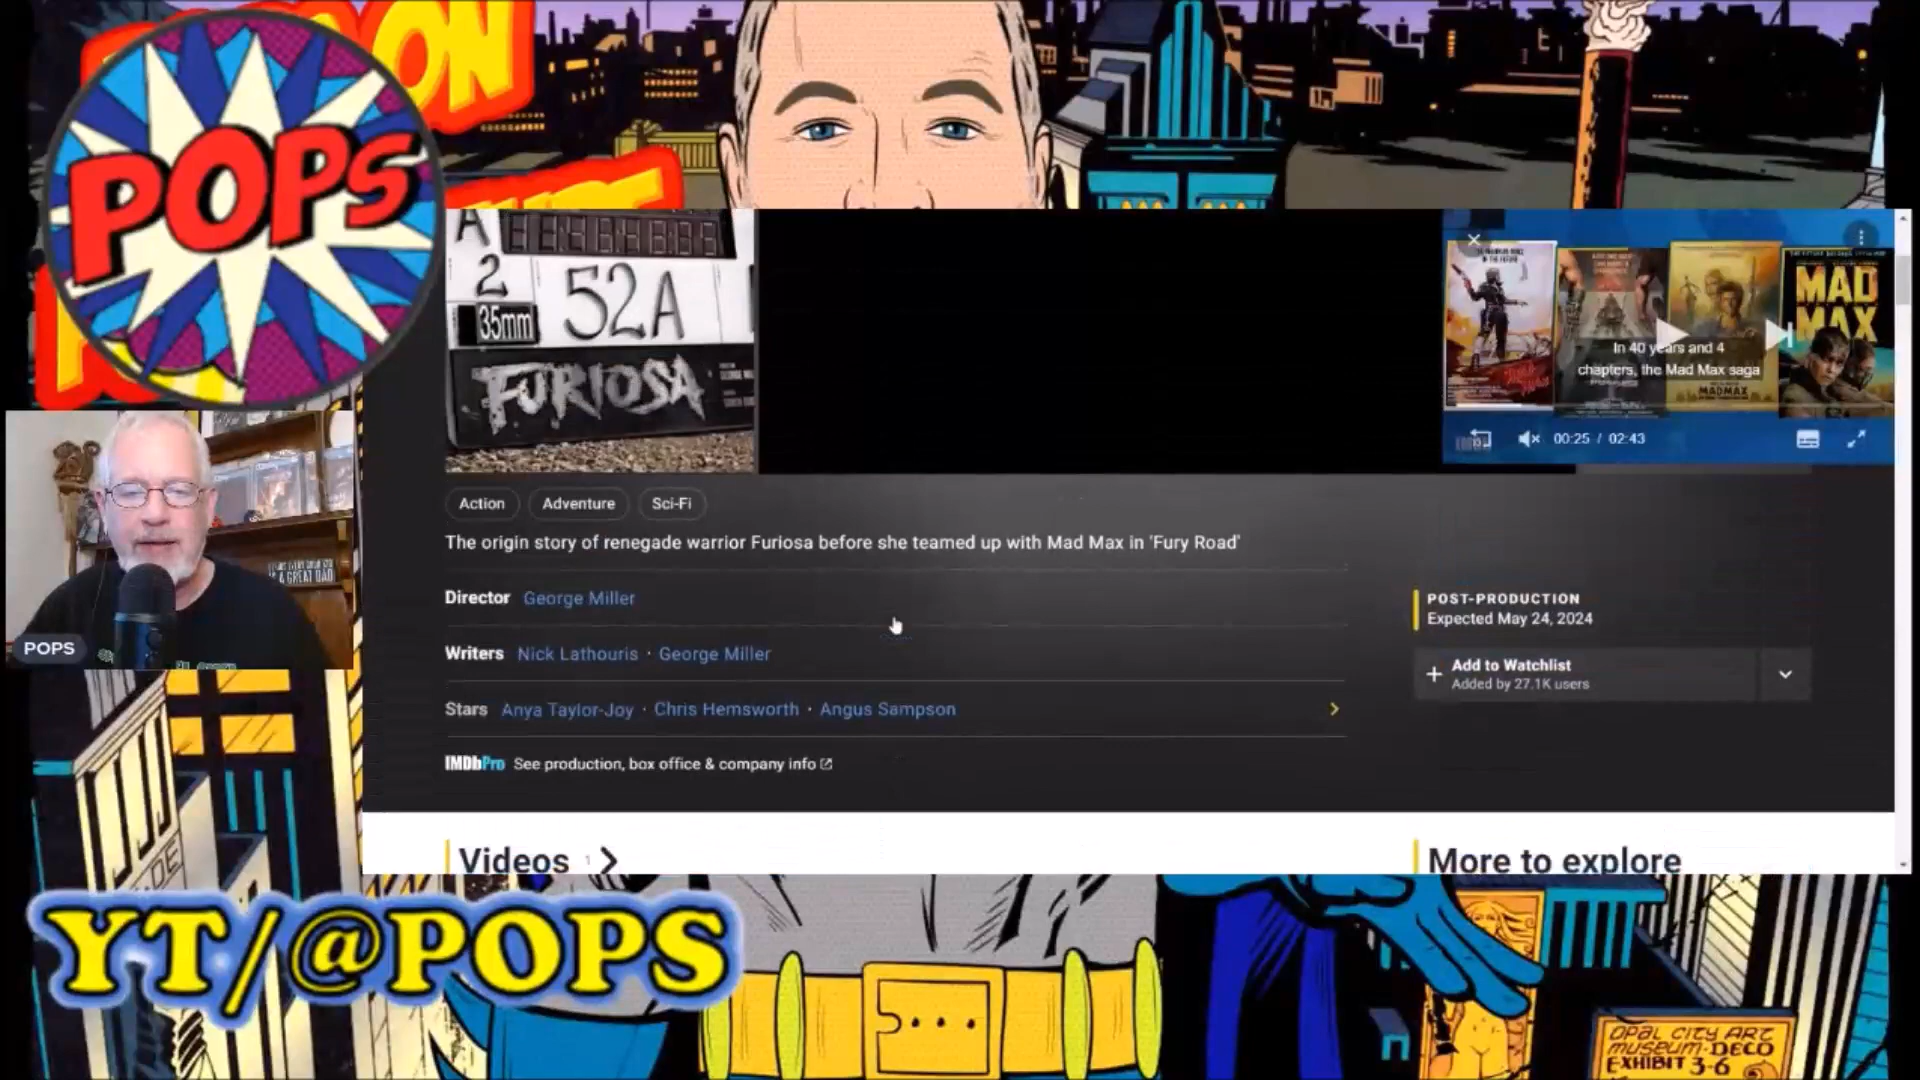 POPS
A
2
35mm
52A
FURIOSA
MAD
MAX
In 40 years and 4
chapters, the Mad Max saga
MADMAX
00:25 / 02:43
Action
Adventure
Sci-Fi
The origin story of renegade warrior Furiosa before she teamed up with Mad Max in 'Fury Road'
Director George Miller
Writers Nick Lathouris · George Miller
Stars Anya Taylor-Joy · Chris Hemsworth · Angus Sampson
IMDbPro See production, box office & company info
POST-PRODUCTION
Expected May 24, 2024
+ Add to Watchlist
Added by 27.1K users
A GREAT DAD
POPS
Videos 1
More to explore
YT/@POPS
OPAL CITY ART
MUSEUM·DECO
EXHIBIT 3-6